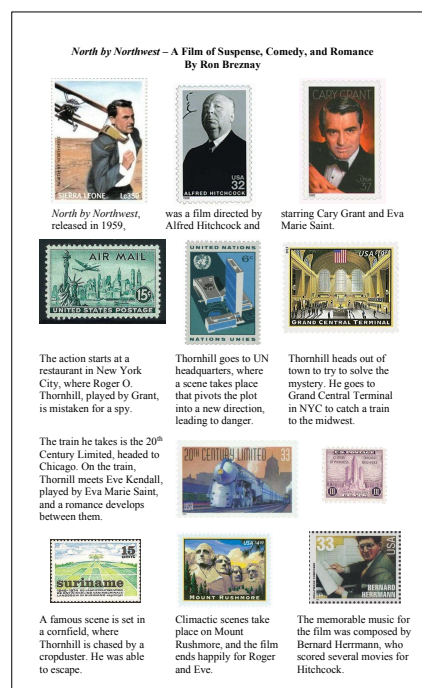 North by Northwest – A Film of Suspense, Comedy, and Romance
By Ron Breznay
SIERRA LEONE Le350
USA
32
ALFRED HITCHCOCK
CARY GRANT
37
North by Northwest,
released in 1959,
was a film directed by
Alfred Hitchcock and
starring Cary Grant and Eva
Marie Saint.
AIR MAIL
15¢
UNITED STATES POSTAGE
UNITED NATIONS
6c
NATIONS UNIES
USA
GRAND CENTRAL TERMINAL
The action starts at a
restaurant in New York
City, where Roger O.
Thornhill, played by Grant,
is mistaken for a spy.
Thornhill goes to UN
headquarters, where
a scene takes place
that pivots the plot
into a new direction,
leading to danger.
Thornhill heads out of
town to try to solve the
mystery. He goes to
Grand Central Terminal
in NYC to catch a train
to the midwest.
The train he takes is the 20th
Century Limited, headed to
Chicago. On the train,
Thornill meets Eve Kendall,
played by Eva Marie Saint,
and a romance develops
between them.
20TH CENTURY LIMITED
33
15
CENTS
suriname
USA
MOUNT RUSHMORE
33
USA
BERNARD
HERRMANN
A famous scene is set in
a cornfield, where
Thornhill is chased by a
cropduster. He was able
to escape.
Climactic scenes take
place on Mount
Rushmore, and the film
ends happily for Roger
and Eve.
The memorable music for
the film was composed by
Bernard Herrmann, who
scored several movies for
Hitchcock.